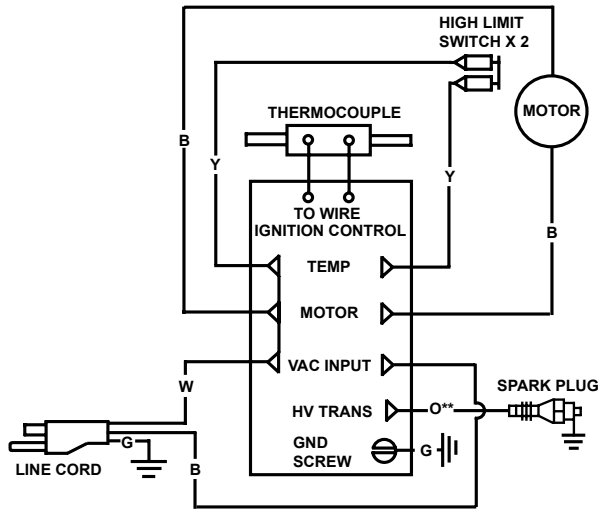 HIGH LIMIT
SWITCH X 2
THERMOCOUPLE
MOTOR
B
Y
Y
TO WIRE
IGNITION CONTROL
B
TEMP
MOTOR
VAC INPUT
W
SPARK PLUG
HV TRANS
O**
GND
SCREW
G
G
LINE CORD
B